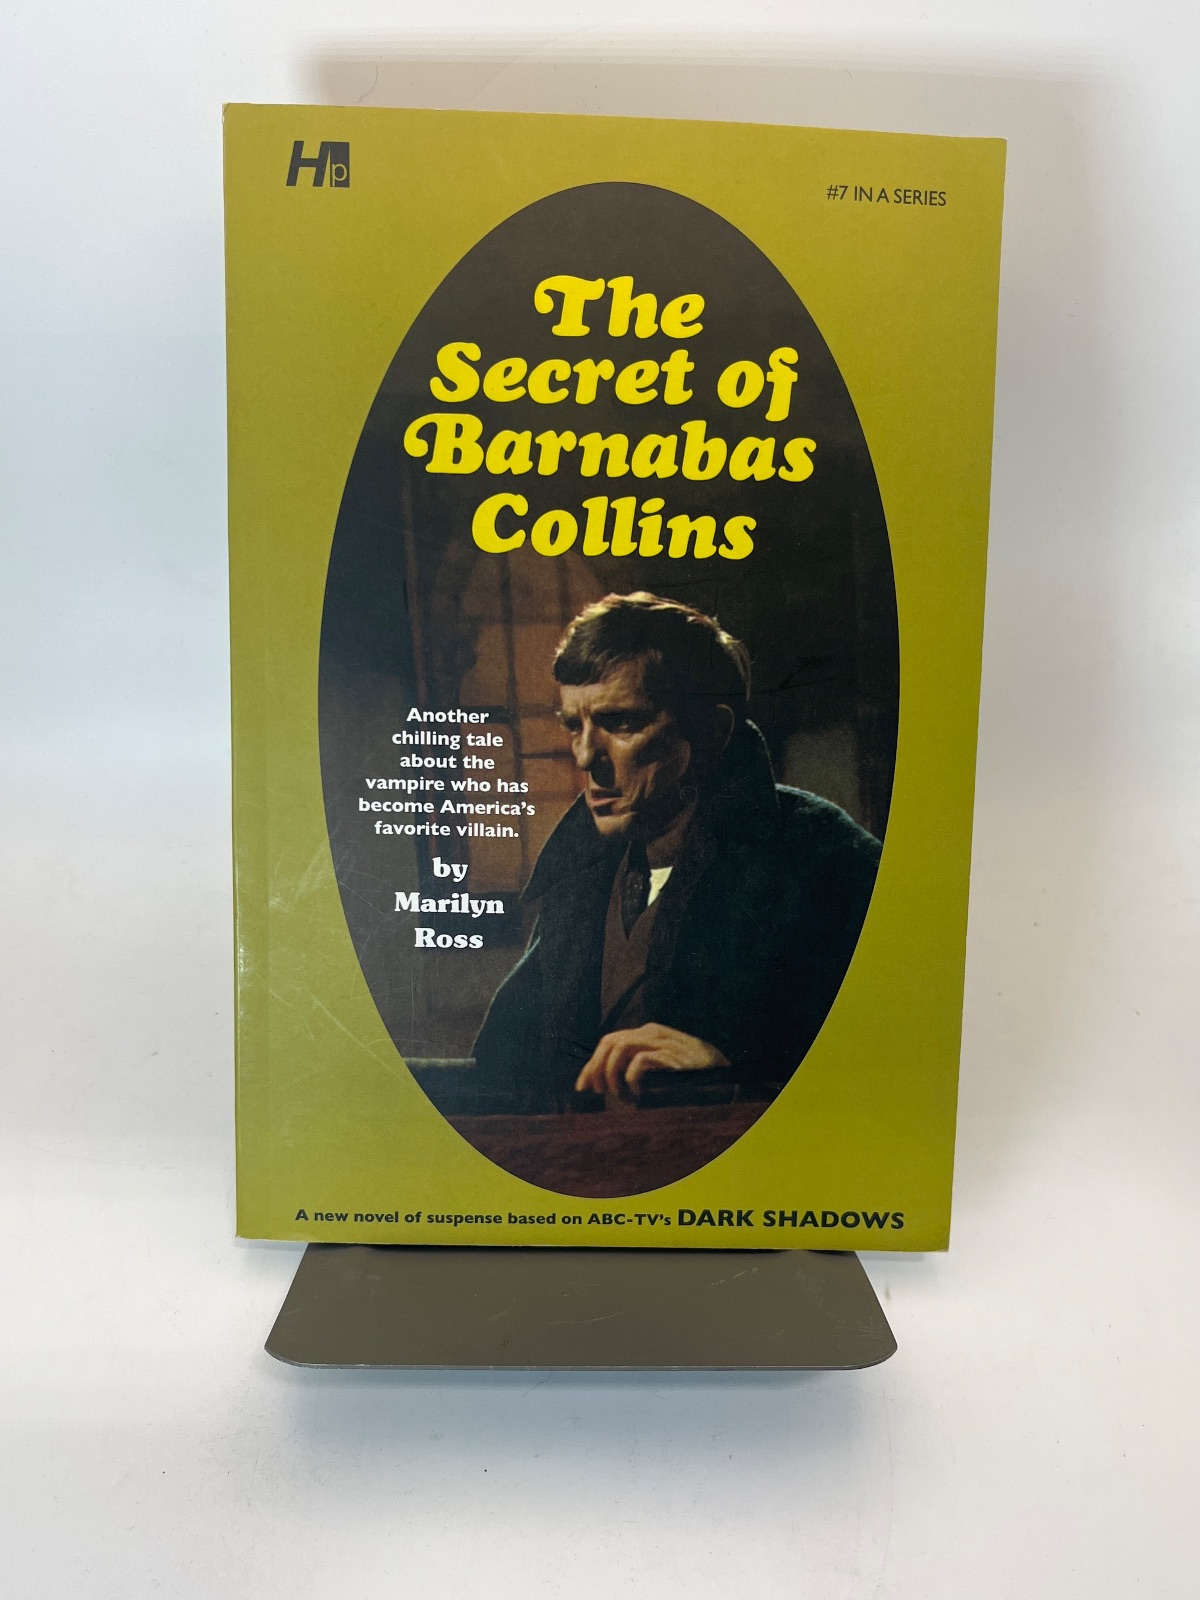 Hp
#7 IN A SERIES
The
Secret of
Barnabas
Collins
Another
chilling tale
about the
vampire who has
become America's
favorite villain.
by
Marilyn
Ross
A new novel of suspense based on ABC-TV's DARK SHADOWS